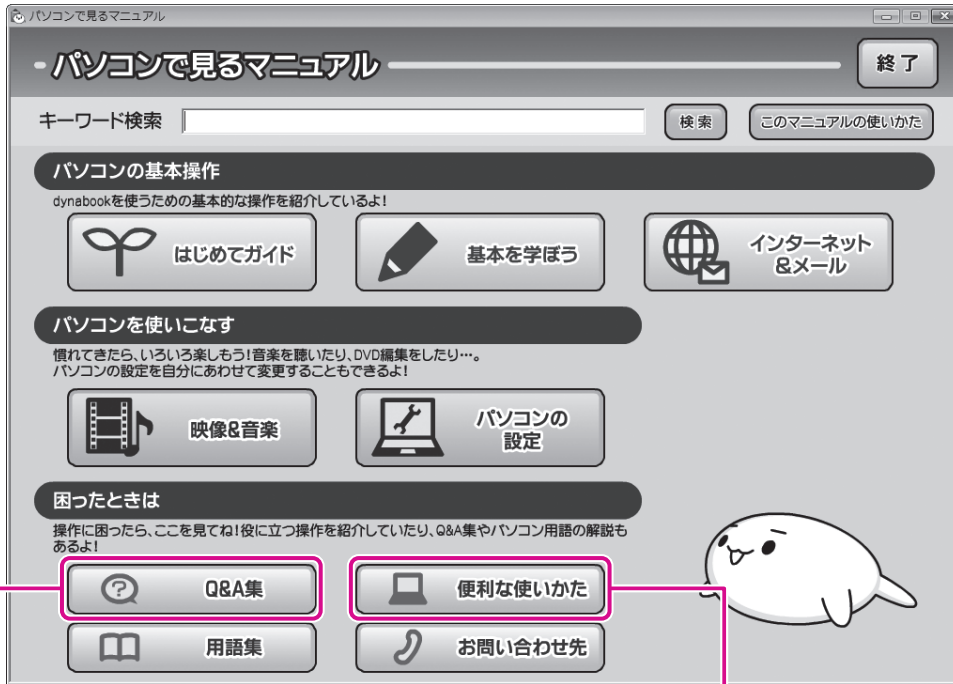 パソコンで見るマニュアル
パソコンで見るマニュアル
終了
キーワード検索
検索
このマニュアルの使いかた
パソコンの基本操作
dynabookを使うための基本的な操作を紹介しているよ!
はじめてガイド
基本を学ぼう
インターネット
&メール
パソコンを使いこなす
慣れてきたら、いろいろ楽しもう!音楽を聴いたり、DVD編集をしたり…。
パソコンの設定を自分にあわせて変更することもできるよ!
映像&音楽
パソコンの
設定
困ったときは
操作に困ったら、ここを見てね!役に立つ操作を紹介していたり、Q&A集やパソコン用語の解説も
あるよ!
Q&A集
便利な使いかた
用語集
お問い合わせ先